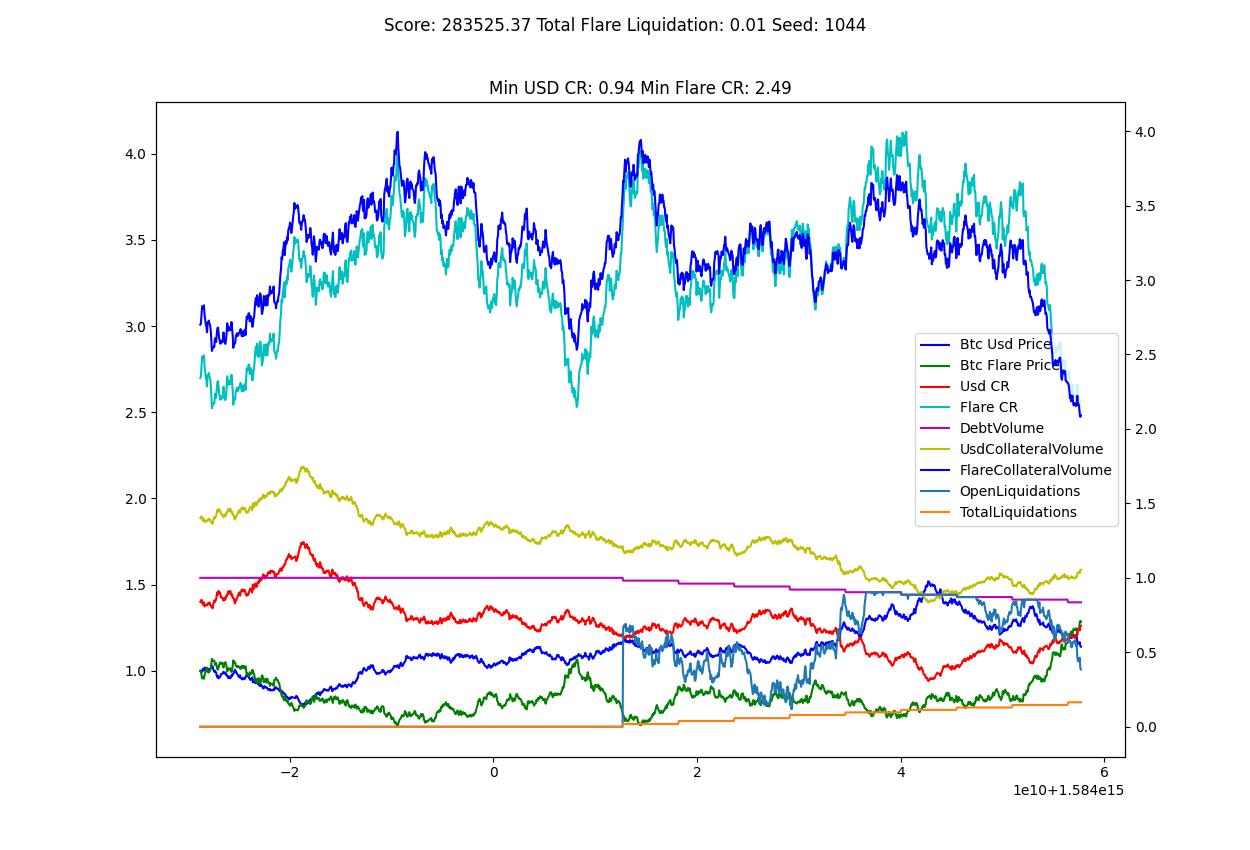 Score: 283525.37 Total Flare Liquidation: 0.01 Seed: 1044
Min USD CR: 0.94 Min Flare CR: 2.49
4.0
3.5
3.0
2.5
2.0
1.5
1.0
4.0
3.5
3.0
2.5
2.0
1.5
1.0
0.5
0.0
Btc Usd Price
Btc Flare Price
Usd CR
Flare CR
DebtVolume
UsdCollateralVolume
FlareCollateralVolume
OpenLiquidations
TotalLiquidations
−2 0 2 4 6
1e10+1.584e15